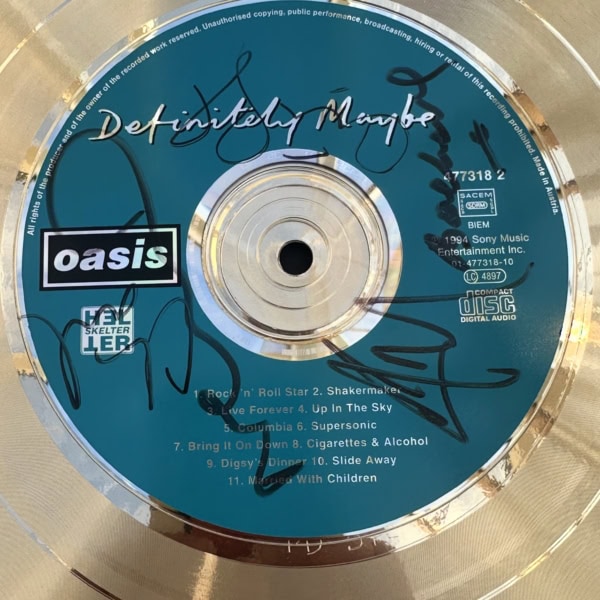 All rights of the producer and of the owner of the recorded work reserved. Unauthorised copying, public performance, broadcasting, hiring or rental of this recording prohibited. Made in Austria.
Definitely Maybe
477318 2
SACEM
BIEM
1994 Sony Music
Entertainment Inc.
01-477318-10
LC 4897
COMPACT
disc
DIGITAL AUDIO
oasis
HEL
SKELTER
TER
1. Rock 'n' Roll Star 2. Shakermaker
3. Live Forever 4. Up In The Sky
5. Columbia 6. Supersonic
7. Bring It On Down 8. Cigarettes & Alcohol
9. Digsy's Dinner 10. Slide Away
11. Married With Children